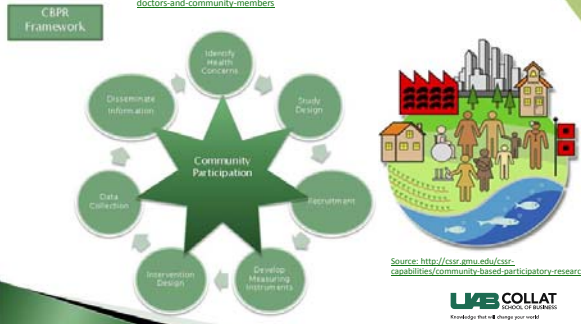 doctors-and-community-members
CBPR
Framework
Identify
Health
Concerns
Study
Design
Recruitment
Develop
Measuring
Instruments
Intervention
Design
Data
Collection
Disseminate
Information
Community
Participation
Source: http://cssr.gmu.edu/cssr-
capabilities/community-based-participatory-researc
UAB COLLAT
SCHOOL OF BUSINESS
Knowledge that will change your world